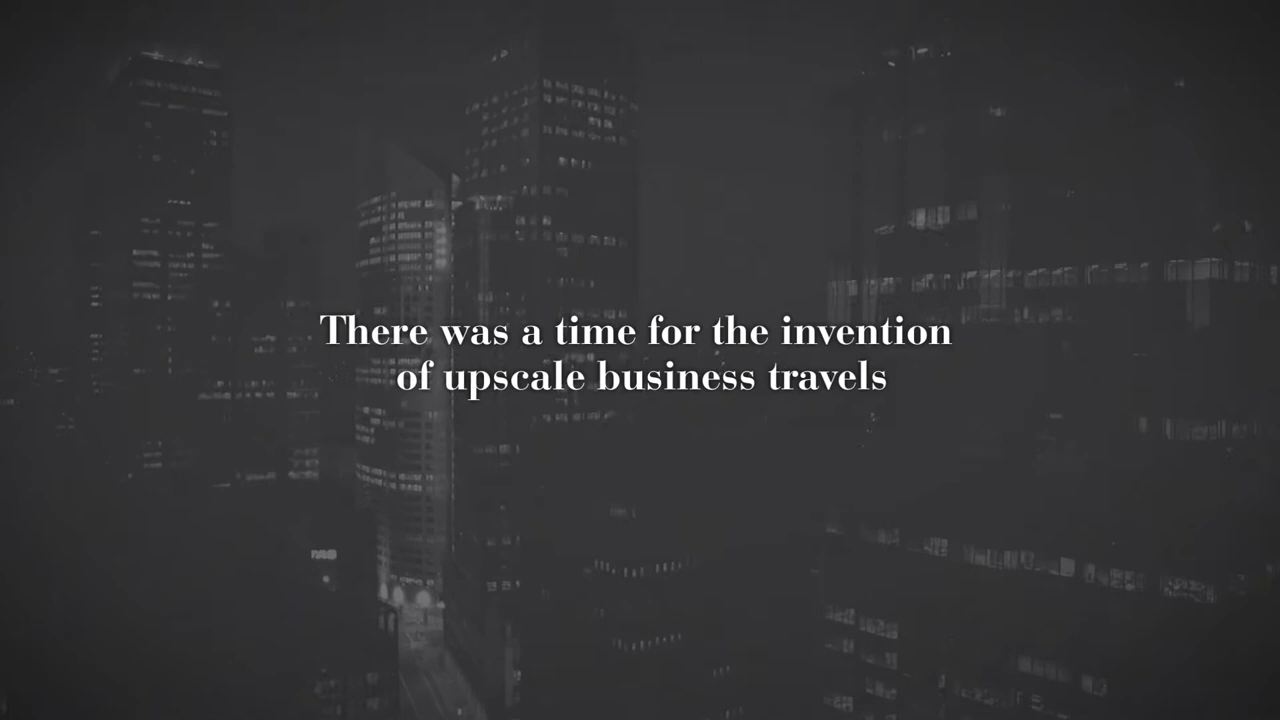 There was a time for the invention
of upscale business travels